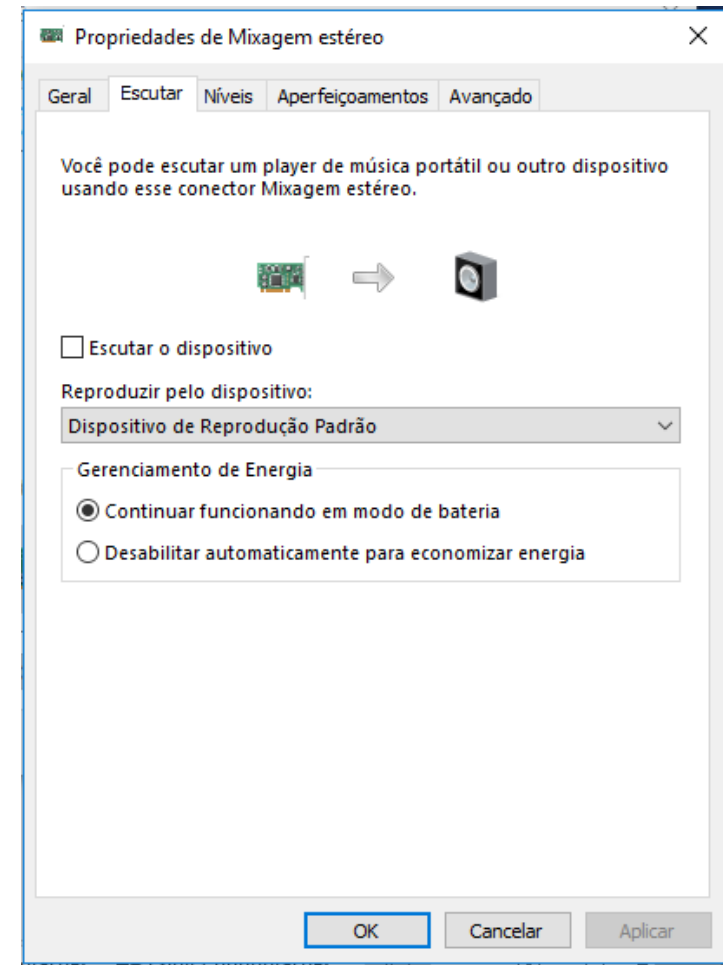 Propriedades de Mixagem estéreo
Geral Escutar Níveis Aperfeiçoamentos Avançado
Você pode escutar um player de música portátil ou outro dispositivo
usando esse conector Mixagem estéreo.
Escutar o dispositivo
Reproduzir pelo dispositivo:
Dispositivo de Reprodução Padrão
Gerenciamento de Energia
Continuar funcionando em modo de bateria
Desabilitar automaticamente para economizar energia
OK Cancelar Aplicar